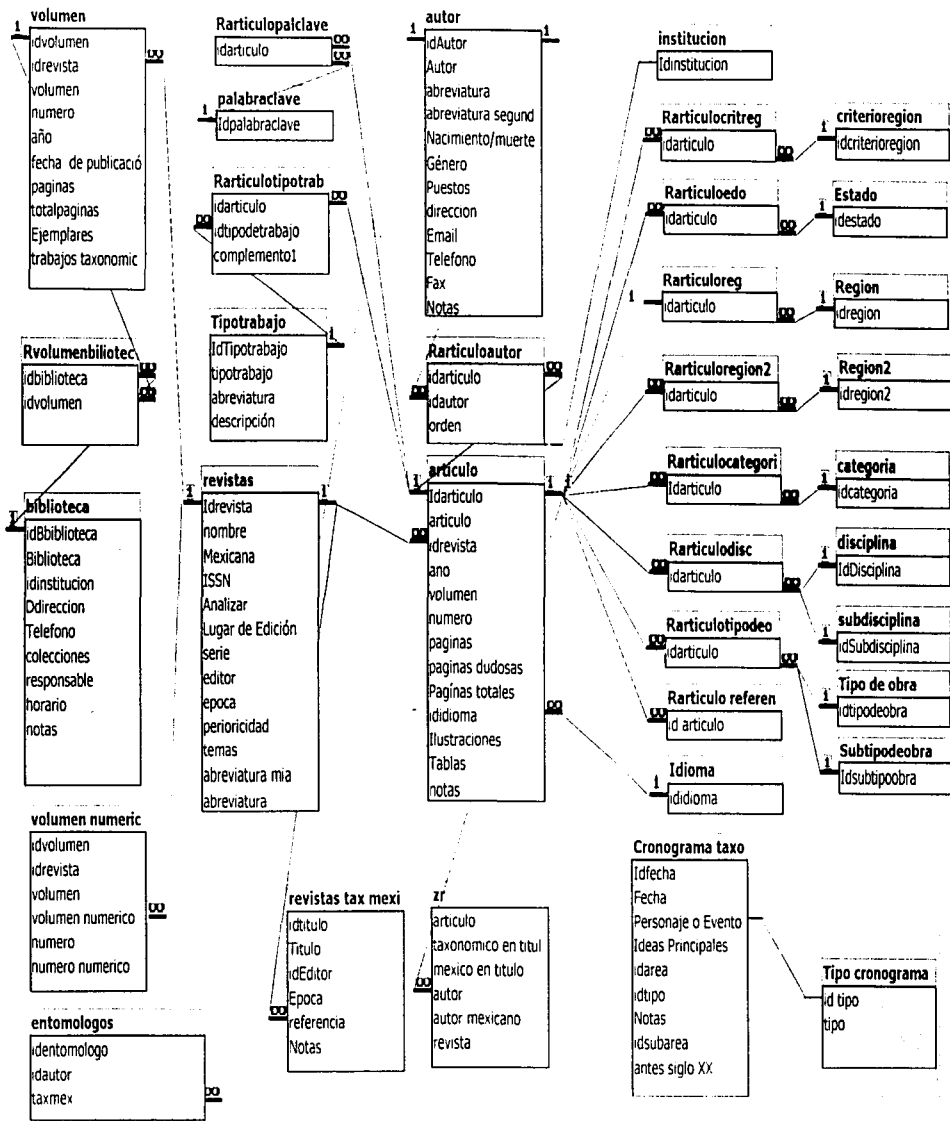 volumen
idvolumen
idrevista
volumen
numero
año
fecha de publicació
paginas
totalpaginas
Ejemplares
trabajos taxonomic
Rvolumenbiliotec
idbiblioteca
idvolumen
biblioteca
idBbiblioteca
Biblioteca
idinstitucion
Ddireccion
Telefono
colecciones
responsable
horario
notas
volumen numeric
idvolumen
idrevista
volumen
volumen numerico
numero
numero numerico
entomologos
identomologo
idautor
taxmex
Rarticulopalclave
idarticulo
palabraclave
Idpalabraclave
Rarticulotipotrab
idarticulo
idtipodetrabajo
complemento1
Tipotrabajo
IdTipotrabajo
tipotrabajo
abreviatura
descripción
revistas
Idrevista
nombre
Mexicana
ISSN
Analizar
Lugar de Edición
serie
editor
epoca
perioricidad
temas
abreviatura mia
abreviatura
revistas tax mexi
idtitulo
Titulo
idEditor
Epoca
referencia
Notas
autor
idAutor
Autor
abreviatura
abreviatura segund
Nacimiento/muerte
Género
Puestos
direccion
Email
Telefono
Fax
Notas
Rarticuloautor
idarticulo
idautor
orden
articulo
Idarticulo
articulo
idrevista
ano
volumen
numero
paginas
paginas dudosas
Pagínas totales
ididioma
Ilustraciones
Tablas
notas
zr
articulo
taxonomico en titul
mexico en titulo
autor
autor mexicano
revista
institucion
Idinstitucion
Rarticulocritreg
idarticulo
criterioregion
idcriterioregion
Rarticuloedo
idarticulo
Estado
idestado
Rarticuloreg
idarticulo
Region
idregion
Rarticuloregion2
idarticulo
Region2
idregion2
Rarticulocategori
Idarticulo
categoria
idcategoria
Rarticulodisc
idarticulo
disciplina
IdDisciplina
subdisciplina
idSubdisciplina
Rarticulotipodeo
idarticulo
Tipo de obra
idtipodeobra
Subtipodeobra
Idsubtipoobra
Rarticulo referen
id articulo
Idioma
ididioma
Cronograma taxo
Idfecha
Fecha
Personaje o Evento
Ideas Principales
idarea
idtipo
Notas
idsubarea
antes siglo XX
Tipo cronograma
id tipo
tipo